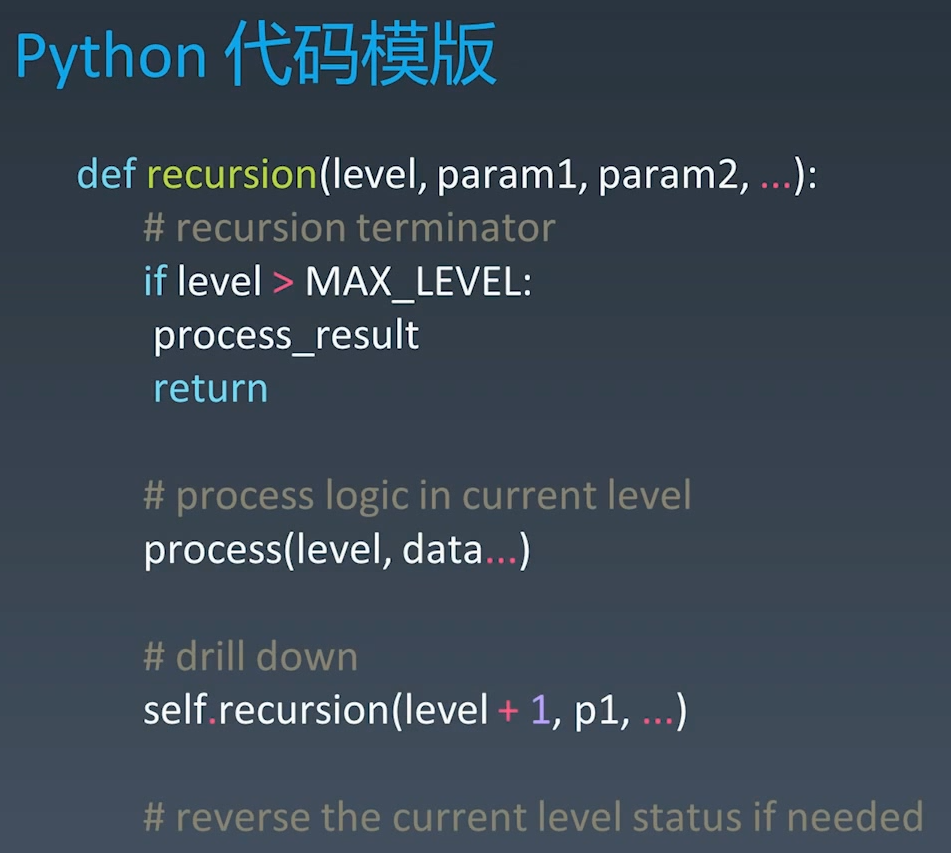 Python 代码模版
def recursion(level, param1, param2, ...):
# recursion terminator
if level > MAX_LEVEL:
process_result
return
# process logic in current level
process(level, data...)
# drill down
self.recursion(level + 1, p1, ...)
# reverse the current level status if needed